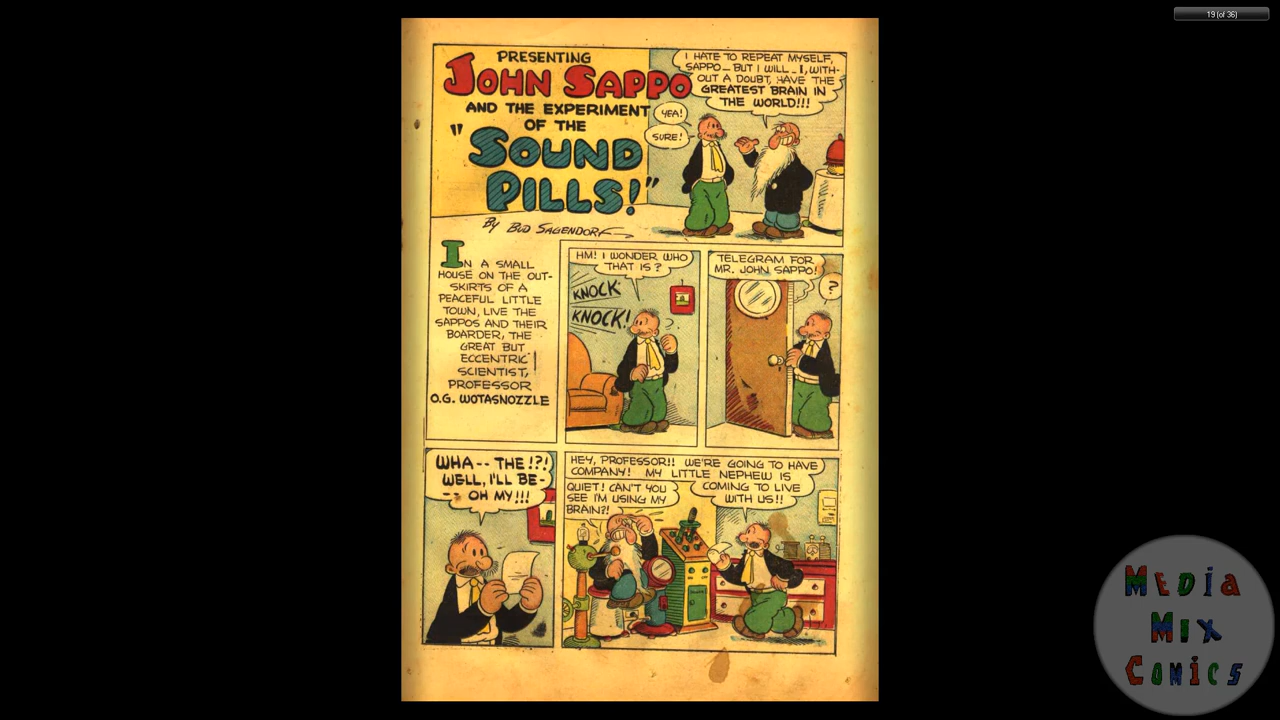 19 (of 36)
PRESENTING
JOHN SAPPO
AND THE EXPERIMENT
OF THE
"SOUND
PILLS!"
BY BUD SAGENDORF
I HATE TO REPEAT MYSELF,
SAPPO — BUT I WILL — I, WITH-
OUT A DOUBT, HAVE THE
GREATEST BRAIN IN
THE WORLD!!!
YEA!
SURE!
IN A SMALL
HOUSE ON THE OUT-
SKIRTS OF A
PEACEFUL LITTLE
TOWN, LIVE THE
SAPPOS AND THEIR
BOARDER, THE
GREAT BUT
ECCENTRIC
SCIENTIST,
PROFESSOR
O.G. WOTASNOZZLE
HM! I WONDER WHO
THAT IS?
KNOCK
KNOCK!
?
TELEGRAM FOR
MR. JOHN SAPPO!
?
WHA-- THE !?!
WELL, I'LL BE-
-- OH MY!!!
HEY, PROFESSOR!! WE'RE GOING TO HAVE
COMPANY! MY LITTLE NEPHEW IS
COMING TO LIVE
WITH US!!
QUIET! CAN'T YOU
SEE I'M USING MY
BRAIN?!
MEDIA
MIX
COMICS